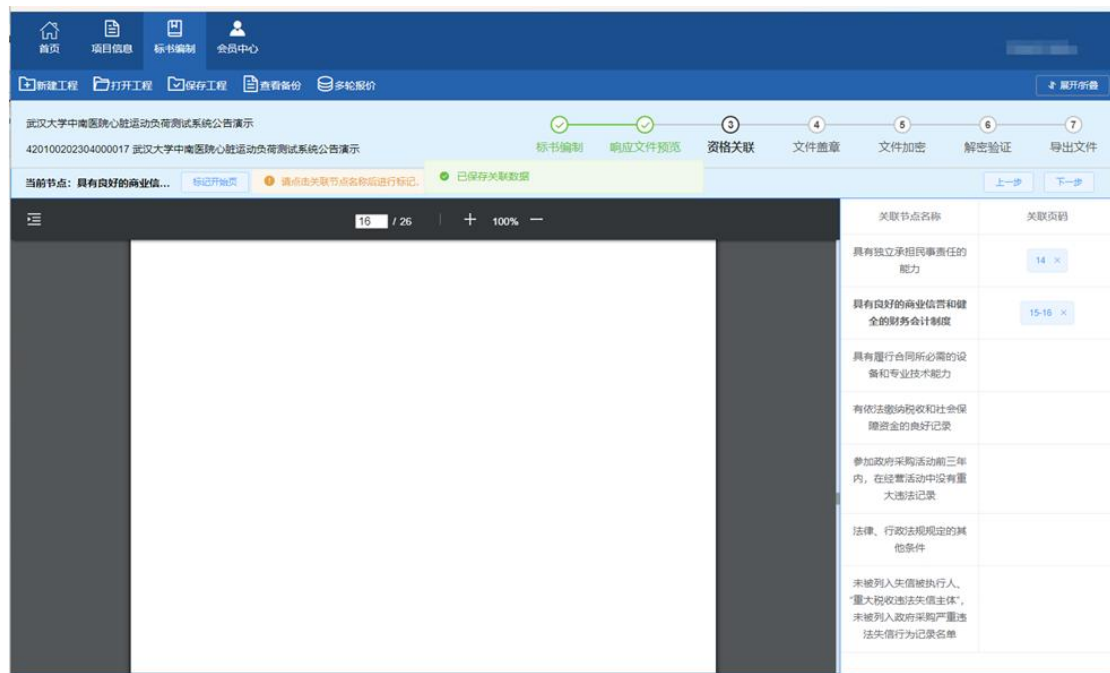 首页
项目信息
标书编制
会员中心
新建工程
打开工程
保存工程
查看备份
多轮报价
展开/折叠
武汉大学中南医院心脏运动负荷测试系统公告演示
420100202304000017 武汉大学中南医院心脏运动负荷测试系统公告演示
标书编制
响应文件预览
3
资格关联
4
文件盖章
5
文件加密
6
解密验证
7
导出文件
当前节点：具有良好的商业信...
标记开始页
请点击关联节点名称后进行标记。
已保存关联数据
上一步
下一步
16 / 26
100%
关联节点名称
关联页码
具有独立承担民事责任的
能力
14 ×
具有良好的商业信誉和健
全的财务会计制度
15-16 ×
具有履行合同所必需的设
备和专业技术能力
有依法缴纳税收和社会保
障资金的良好记录
参加政府采购活动前三年
内，在经营活动中没有重
大违法记录
法律、行政法规规定的其
他条件
未被列入失信被执行人、
“重大税收违法失信主体”，
未被列入政府采购严重违
法失信行为记录名单